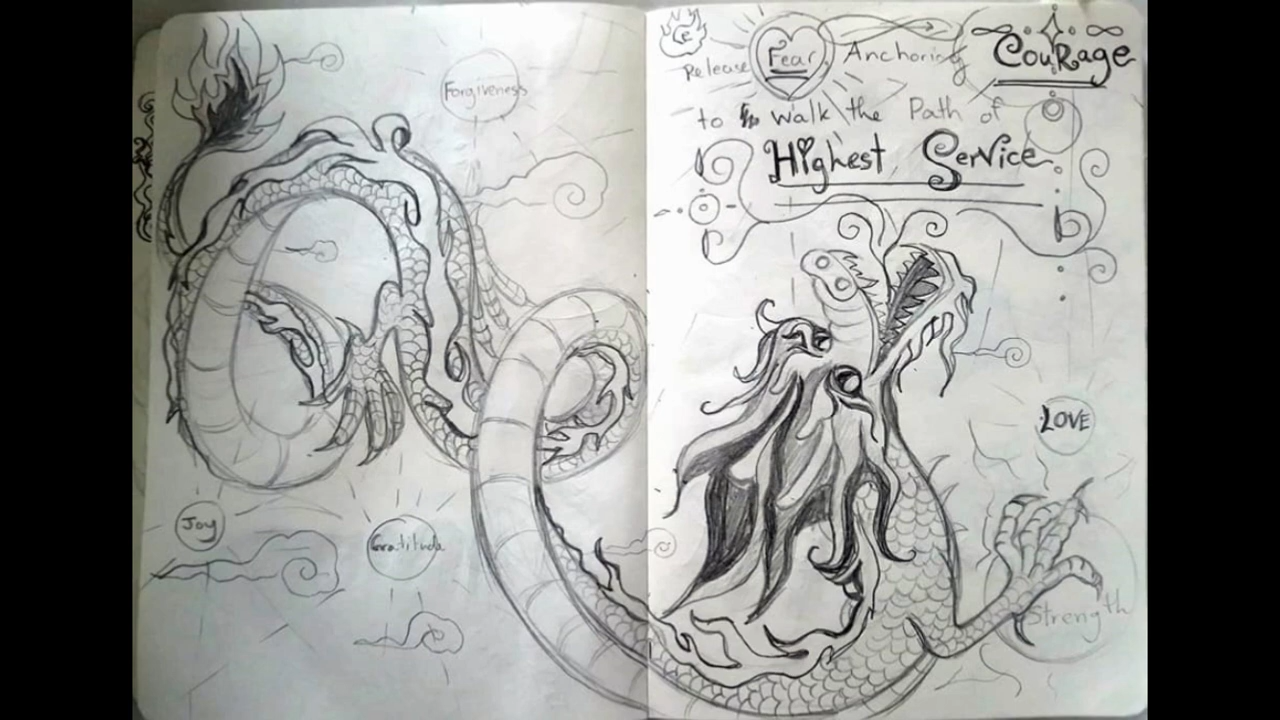 Forgiveness
Joy
Gratitude
Release Fear Anchoring Courage
to walk the Path of
Highest Service
LOVE
Strength